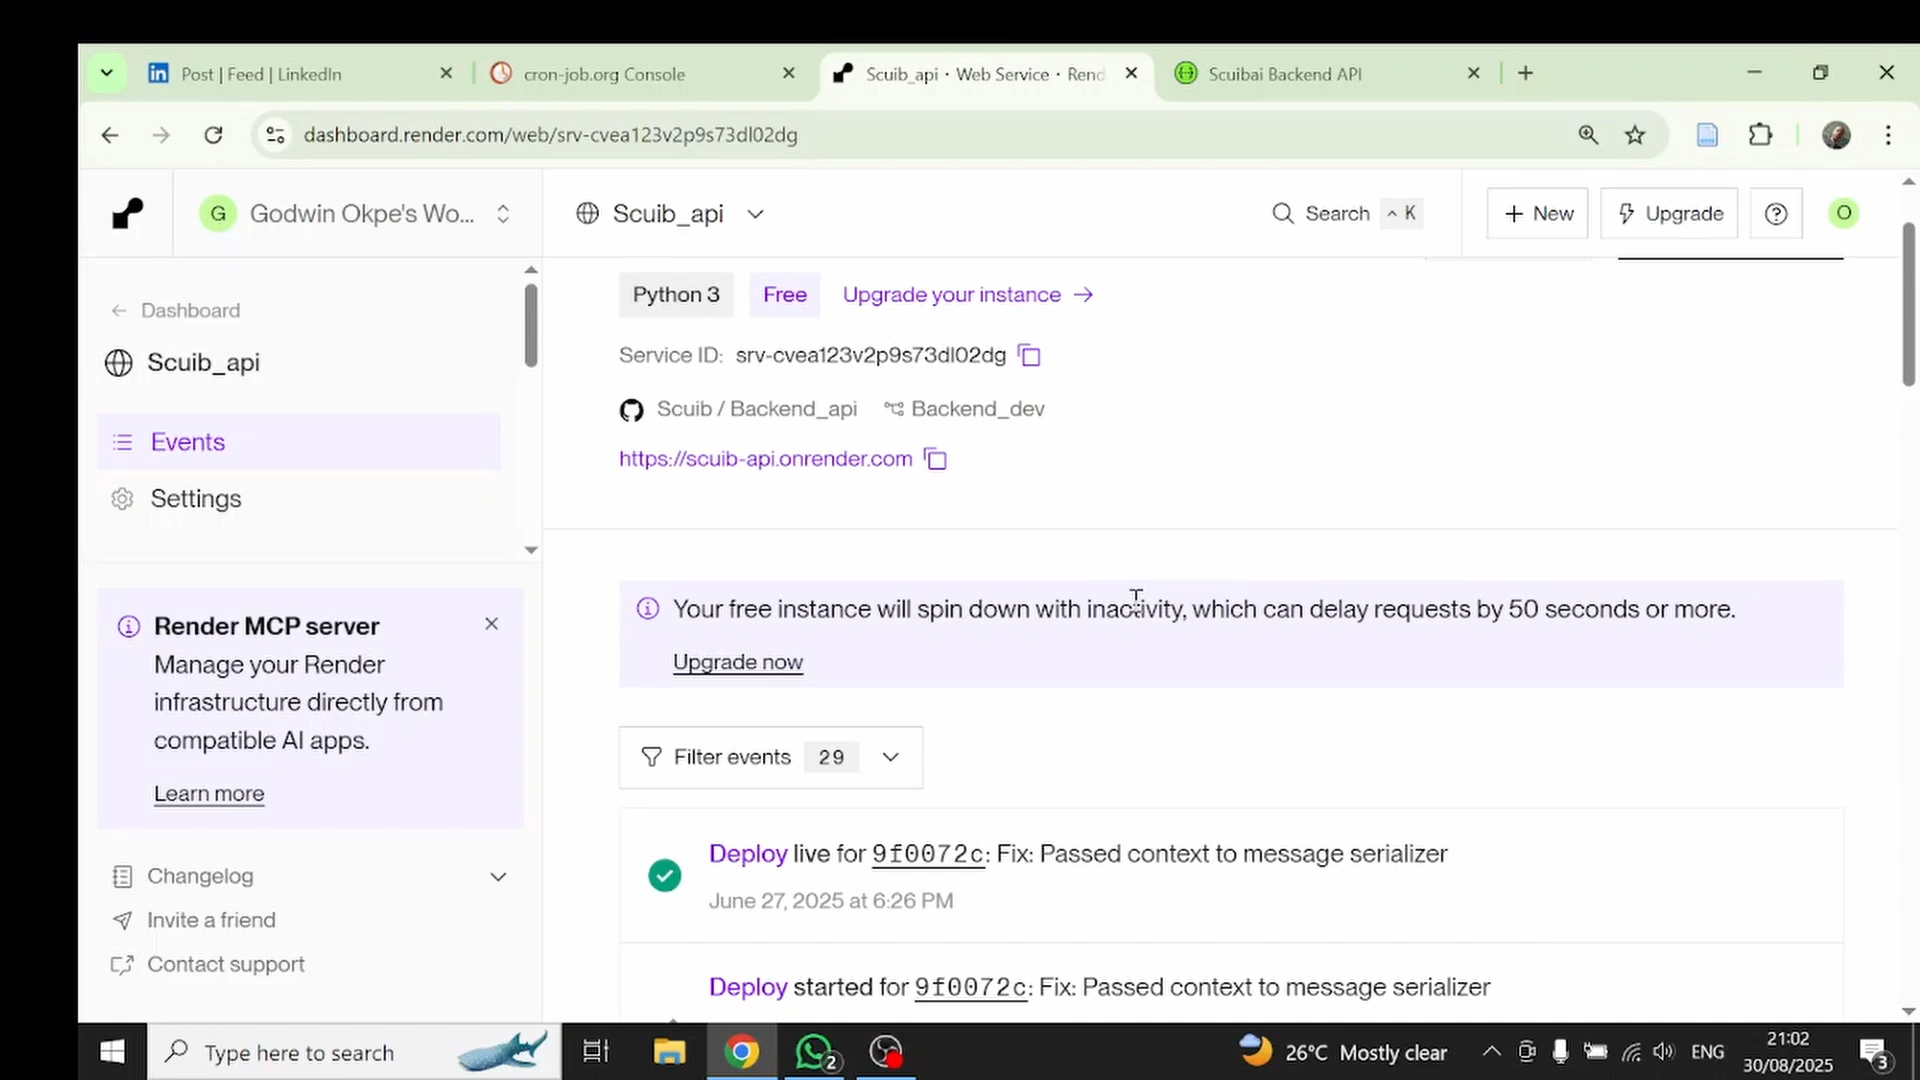 Post | Feed | LinkedIn
cron-job.org Console
Scuib_api · Web Service · Rend
Scuibai Backend API
dashboard.render.com/web/srv-cvea123v2p9s73dl02dg
G Godwin Okpe's Wo...
Scuib_api
Search ^ K
+ New
Upgrade
O
Dashboard
Scuib_api
Events
Settings
Render MCP server
Manage your Render
infrastructure directly from
compatible AI apps.
Learn more
Changelog
Invite a friend
Contact support
Python 3 Free Upgrade your instance →
Service ID: srv-cvea123v2p9s73dl02dg
Scuib / Backend_api Backend_dev
https://scuib-api.onrender.com
Your free instance will spin down with inactivity, which can delay requests by 50 seconds or more.
Upgrade now
Filter events 29
Deploy live for 9f0072c: Fix: Passed context to message serializer
June 27, 2025 at 6:26 PM
Deploy started for 9f0072c: Fix: Passed context to message serializer
Type here to search
2
26°C Mostly clear
ENG
21:02
30/08/2025
3